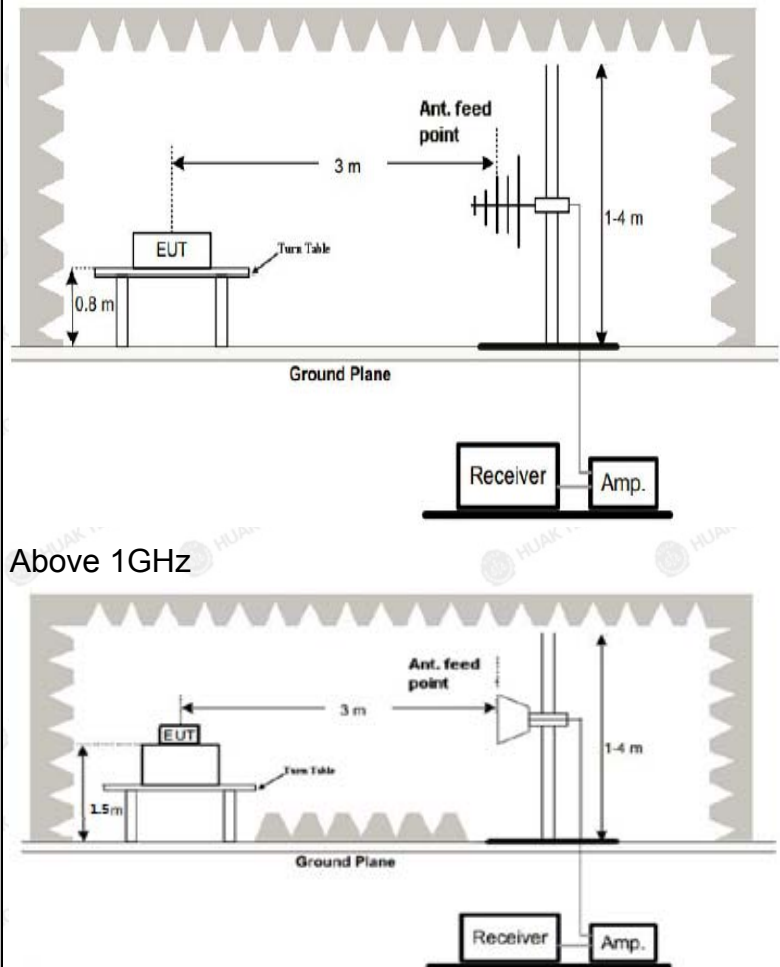 Ant. feed
point
3 m
1-4 m
EUT
Turn Table
0.8 m
Ground Plane
Receiver
Amp.
Above 1GHz
Ant. feed
point
3 m
EUT
1-4 m
Turn Table
1.5m
Ground Plane
Receiver
Amp.